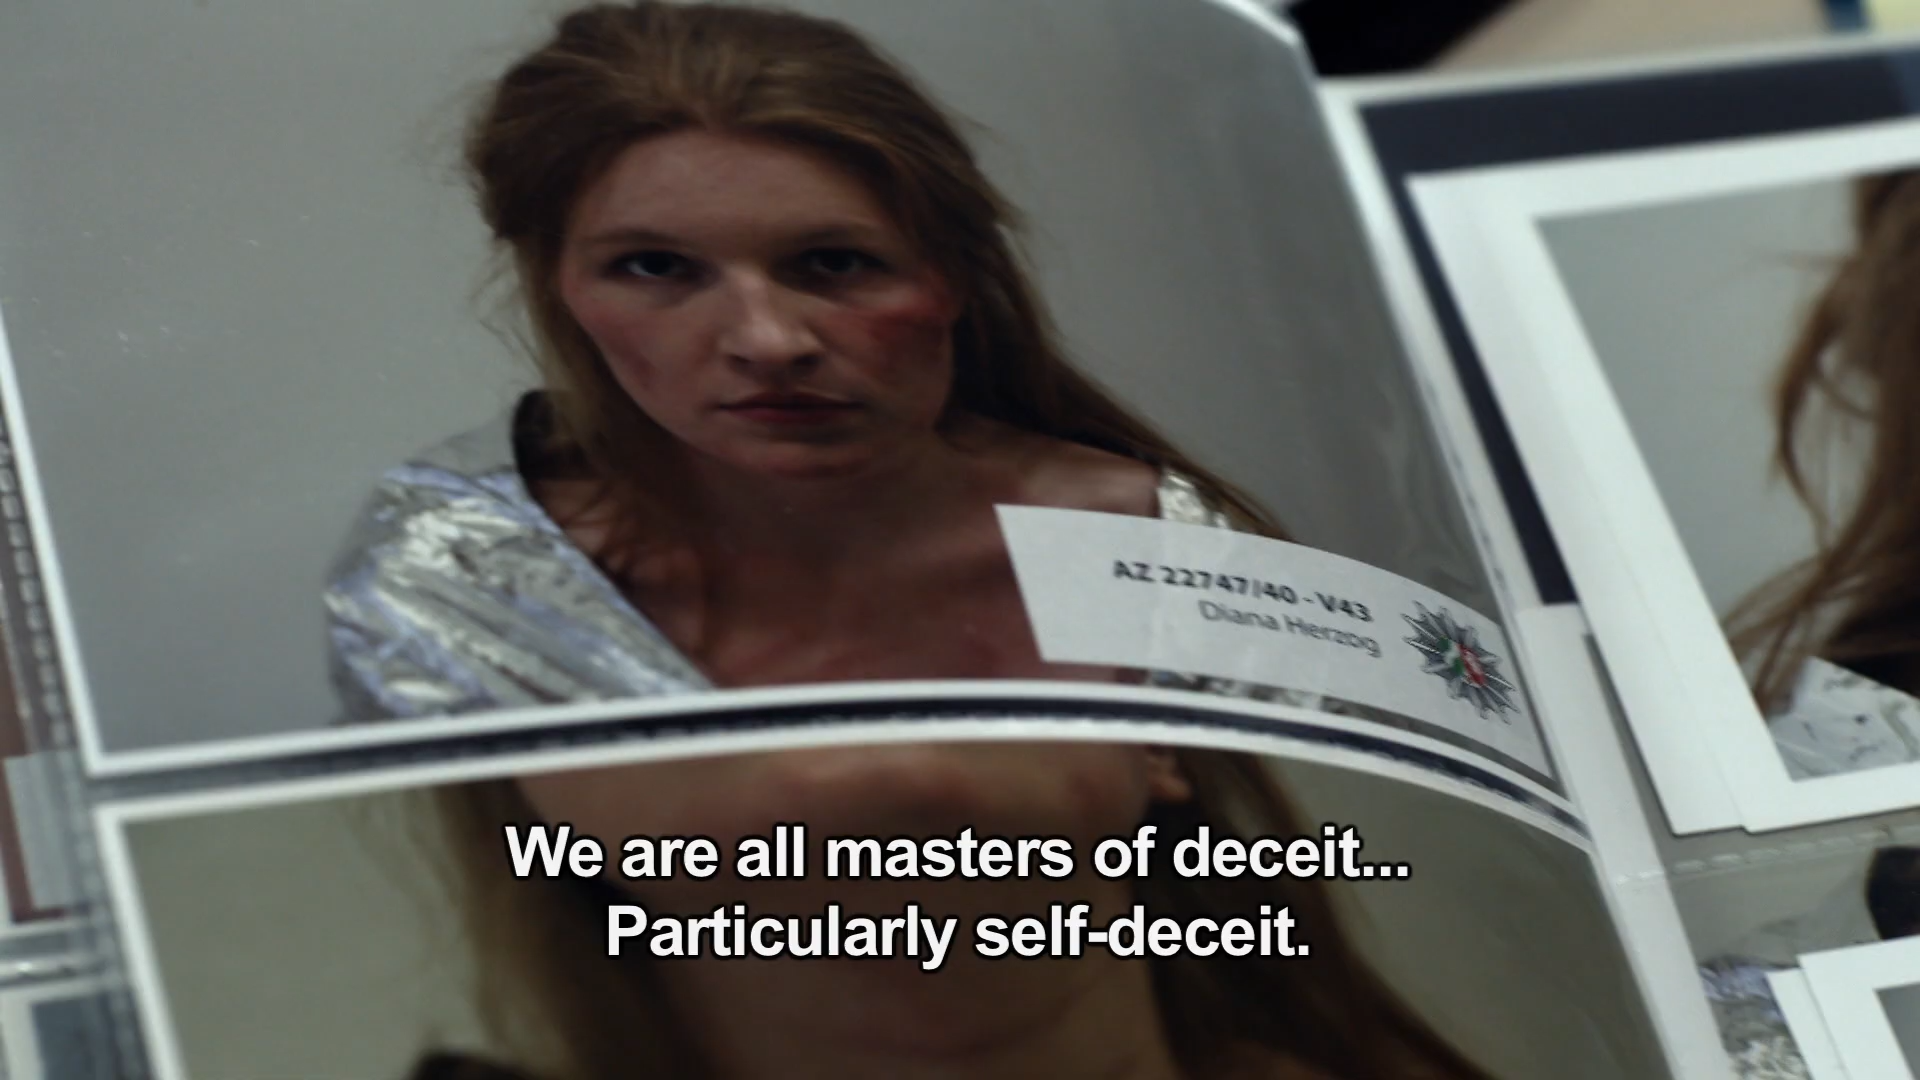 AZ 22747/40 - V43
Diana Herzog
We are all masters of deceit...
Particularly self-deceit.